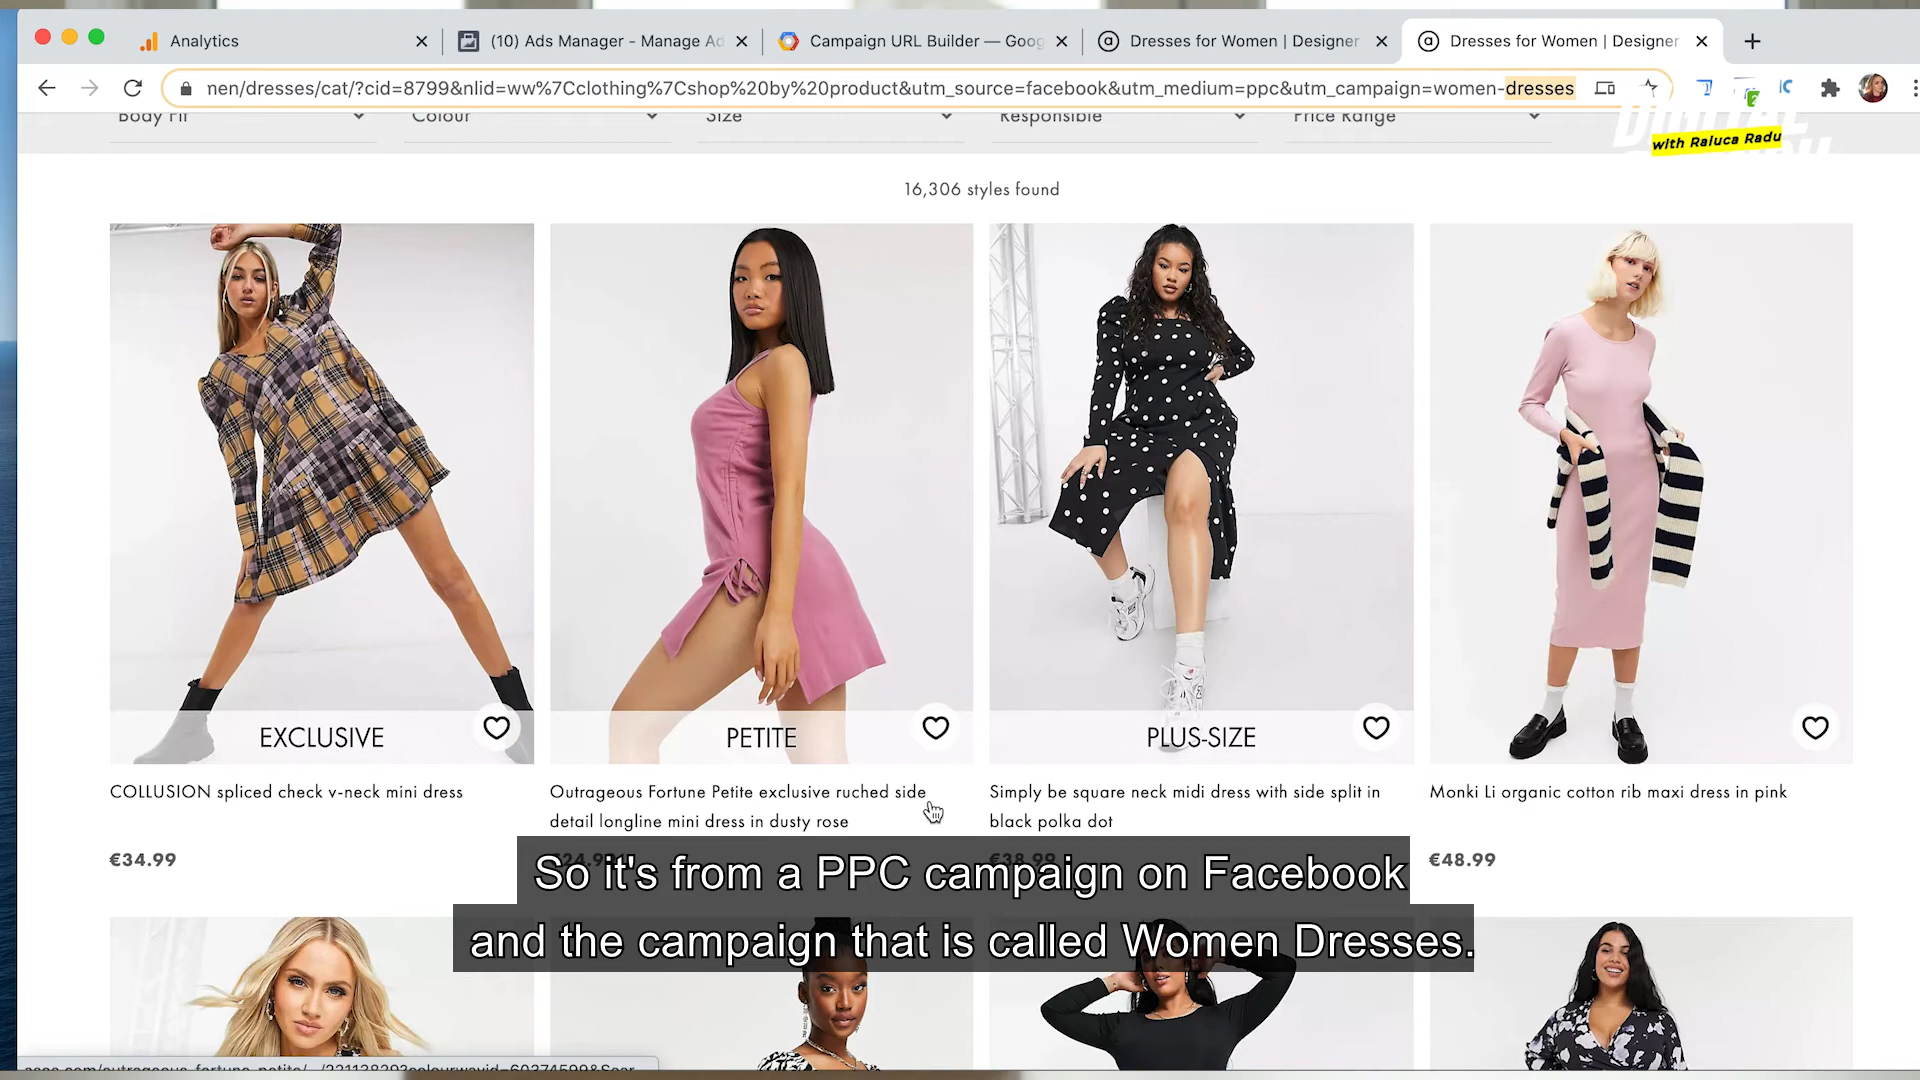 Analytics
(10) Ads Manager - Manage Ad
Campaign URL Builder — Goog
Dresses for Women | Designer
Dresses for Women | Designer
nen/dresses/cat/?cid=8799&nlid=ww%7Cclothing%7Cshop%20by%20product&utm_source=facebook&utm_medium=ppc&utm_campaign=women-dresses
Body Fit Colour Size Responsible Price Range
with Raluca Radu
16,306 styles found
EXCLUSIVE
PETITE
PLUS-SIZE
COLLUSION spliced check v-neck mini dress
€34.99
Outrageous Fortune Petite exclusive ruched side
detail longline mini dress in dusty rose
€24.99
Simply be square neck midi dress with side split in
black polka dot
€38.99
Monki Li organic cotton rib maxi dress in pink
€48.99
So it's from a PPC campaign on Facebook
and the campaign that is called Women Dresses.